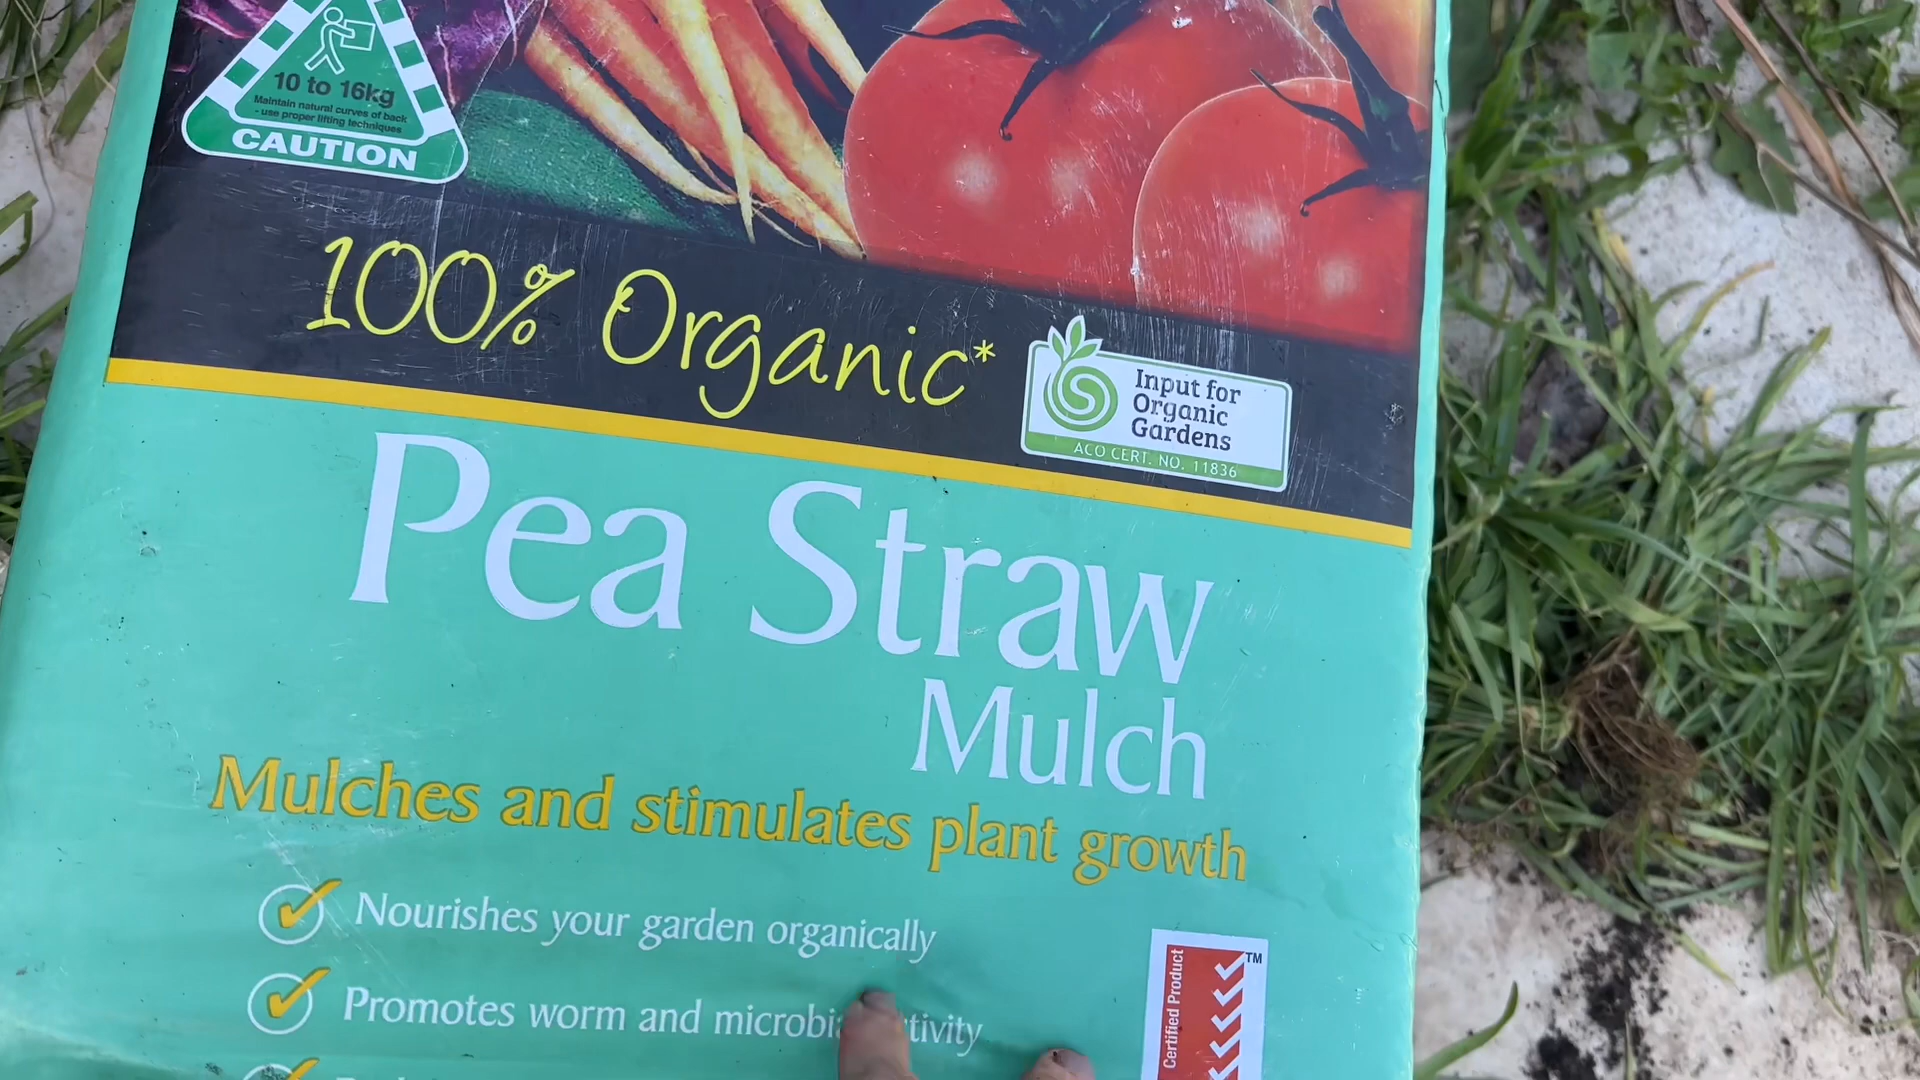 10 to 16kg
Maintain natural curves of back
- use proper lifting techniques
CAUTION
100% Organic*
Input for
Organic
Gardens
ACO CERT. NO. 11836
Pea Straw
Mulch
Mulches and stimulates plant growth
Nourishes your garden organically
Promotes worm and
Certified Product
TM